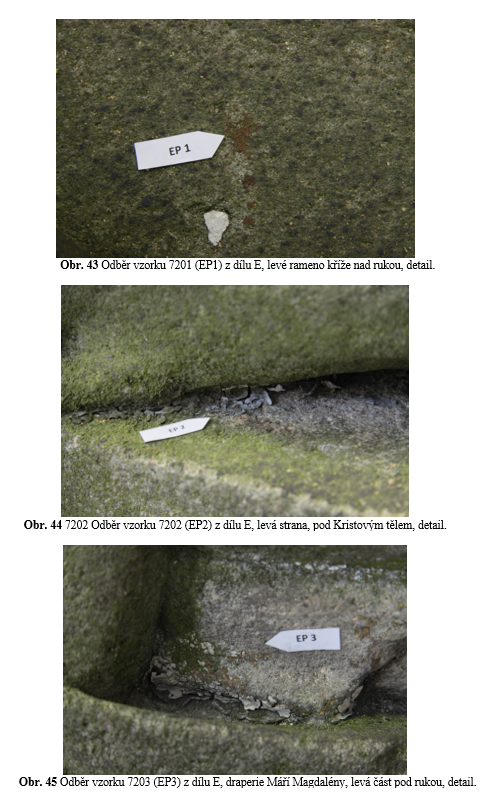 EP 1
Obr. 43 Odběr vzorku 7201 (EP1) z dílu E, levé rameno kříže nad rukou, detail.
EP 2
Obr. 44 7202 Odběr vzorku 7202 (EP2) z dílu E, levá strana, pod Kristovým tělem, detail.
EP 3
Obr. 45 Odběr vzorku 7203 (EP3) z dílu E, draperie Máří Magdalény, levá část pod rukou, detail.